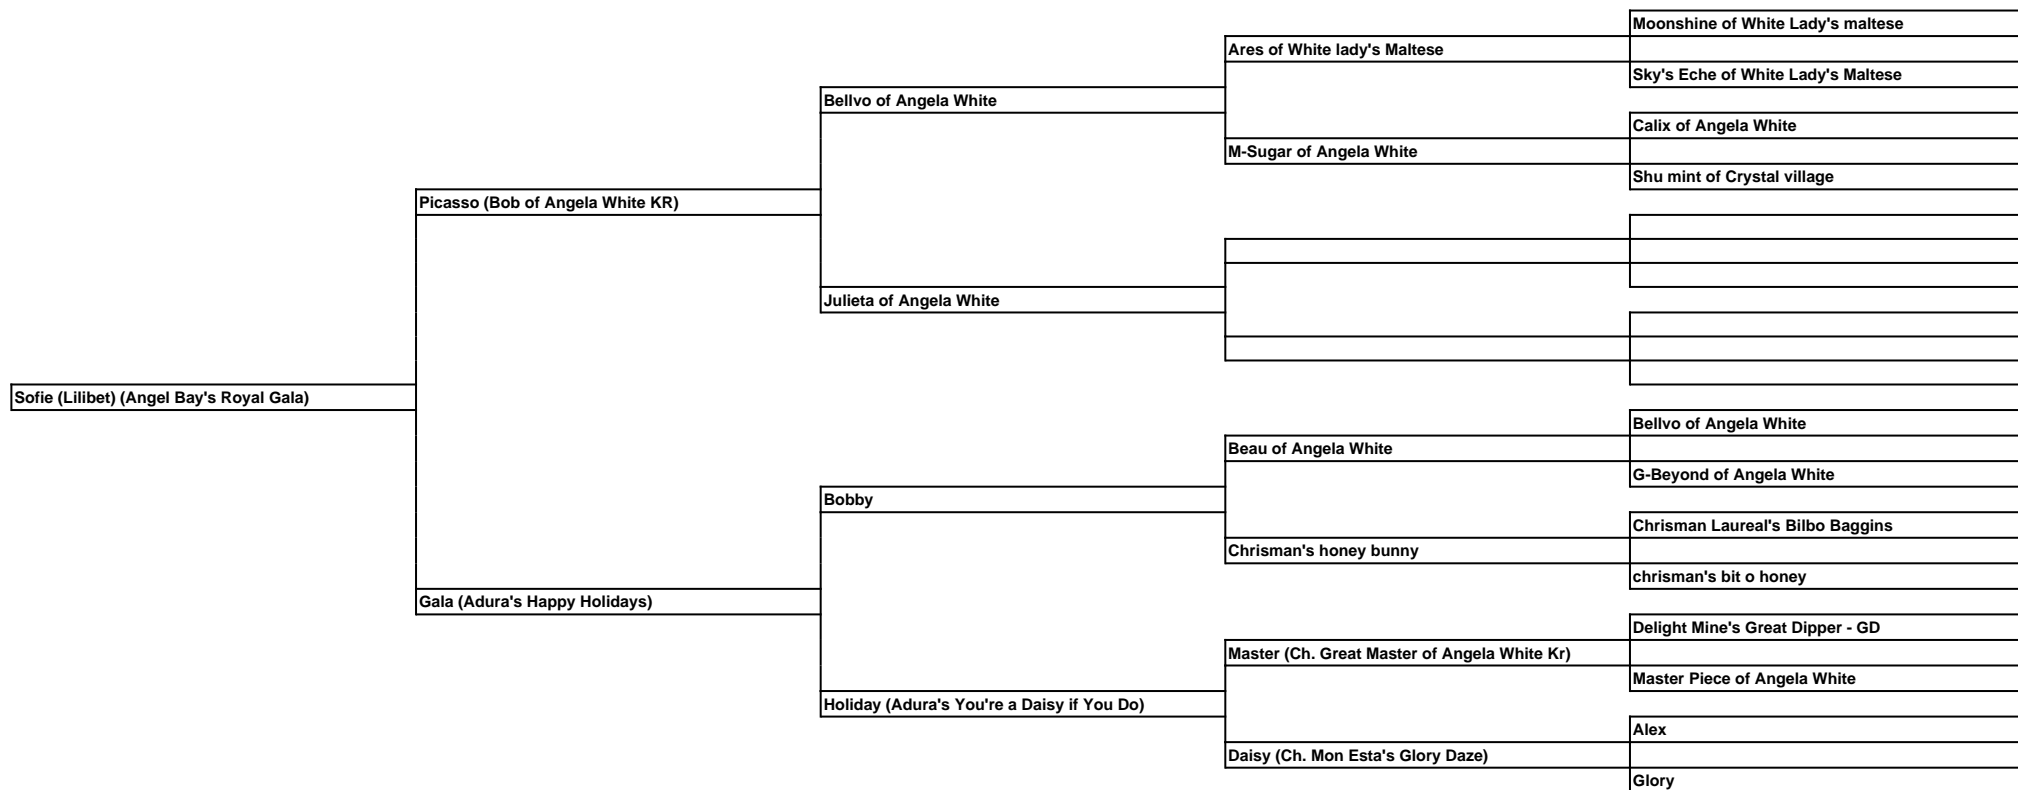 Moonshine of White Lady's maltese
Ares of White lady's Maltese
Sky's Eche of White Lady's Maltese
Bellvo of Angela White
Calix of Angela White
M-Sugar of Angela White
Shu mint of Crystal village
Picasso (Bob of Angela White KR)
Julieta of Angela White
Sofie (Lilibet) (Angel Bay's Royal Gala)
Bellvo of Angela White
Beau of Angela White
G-Beyond of Angela White
Bobby
Chrisman Laureal's Bilbo Baggins
Chrisman's honey bunny
chrisman's bit o honey
Gala (Adura's Happy Holidays)
Delight Mine's Great Dipper - GD
Master (Ch. Great Master of Angela White Kr)
Master Piece of Angela White
Holiday (Adura's You're a Daisy if You Do)
Alex
Daisy (Ch. Mon Esta's Glory Daze)
Glory